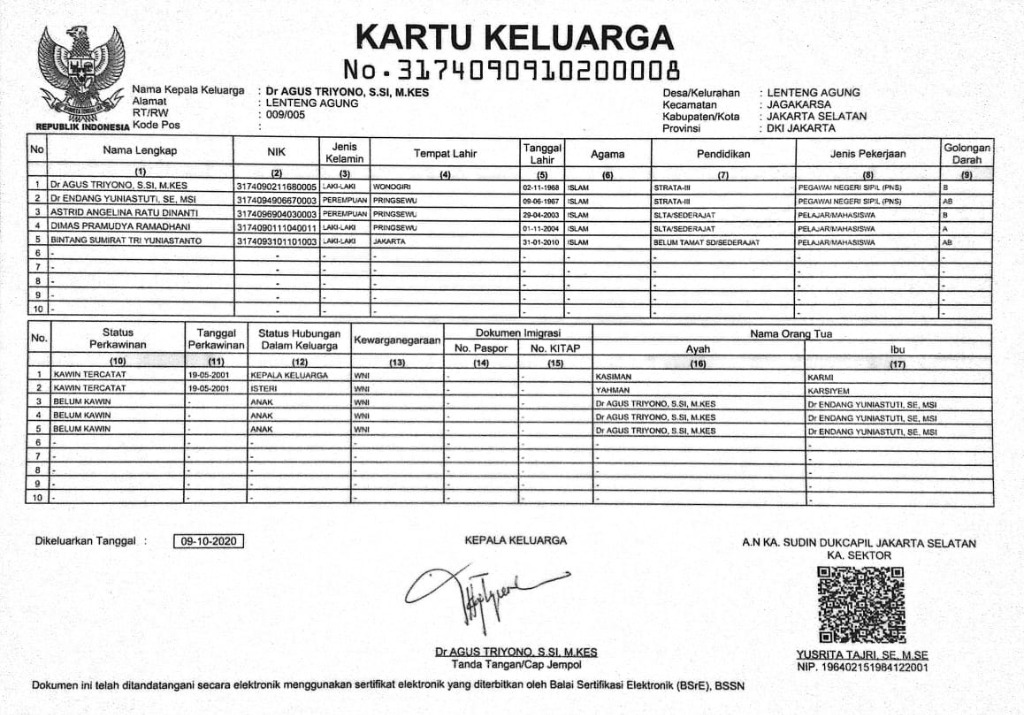 KARTU KELUARGA
No.3174090910200008
REPUBLIK INDONESIA
Nama Kepala Keluarga : Dr AGUS TRIYONO, S.SI, M.KES
Alamat : LENTENG AGUNG
RT/RW : 009/005
Kode Pos :
Desa/Kelurahan : LENTENG AGUNG
Kecamatan : JAGAKARSA
Kabupaten/Kota : JAKARTA SELATAN
Provinsi : DKI JAKARTA
No Nama Lengkap NIK Jenis Kelamin Tempat Lahir Tanggal Lahir Agama Pendidikan Jenis Pekerjaan Golongan Darah
(1) (2) (3) (4) (5) (6) (7) (8) (9)
1 Dr AGUS TRIYONO, S.SI, M.KES 3174090211680005 LAKI-LAKI WONOGIRI 02-11-1968 ISLAM STRATA-III PEGAWAI NEGERI SIPIL (PNS) B
2 Dr ENDANG YUNIASTUTI, SE, MSI 3174094906670003 PEREMPUAN PRINGSEWU 09-06-1967 ISLAM STRATA-III PEGAWAI NEGERI SIPIL (PNS) AB
3 ASTRID ANGELINA RATU DINANTI 3174096904030003 PEREMPUAN PRINGSEWU 29-04-2003 ISLAM SLTA/SEDERAJAT PELAJAR/MAHASISWA B
4 DIMAS PRAMUDYA RAMADHANI 3174090111040011 LAKI-LAKI PRINGSEWU 01-11-2004 ISLAM SLTA/SEDERAJAT PELAJAR/MAHASISWA A
5 BINTANG SUMIRAT TRI YUNIASTANTO 3174093101101003 LAKI-LAKI JAKARTA 31-01-2010 ISLAM BELUM TAMAT SD/SEDERAJAT PELAJAR/MAHASISWA AB
6 - - - - - - - - -
7 - - - - - - - - -
8 - - - - - - - - -
9 - - - - - - - - -
10 - - - - - - - - -
No. Status Perkawinan Tanggal Perkawinan Status Hubungan Dalam Keluarga Kewarganegaraan Dokumen Imigrasi Nama Orang Tua
No. Paspor No. KITAP Ayah Ibu
(10) (11) (12) (13) (14) (15) (16) (17)
1 KAWIN TERCATAT 19-05-2001 KEPALA KELUARGA WNI - - KASIMAN KARMI
2 KAWIN TERCATAT 19-05-2001 ISTERI WNI - - YAHMAN KARSIYEM
3 BELUM KAWIN - ANAK WNI - - Dr AGUS TRIYONO, S.SI, M.KES Dr ENDANG YUNIASTUTI, SE, MSI
4 BELUM KAWIN - ANAK WNI - - Dr AGUS TRIYONO, S.SI, M.KES Dr ENDANG YUNIASTUTI, SE, MSI
5 BELUM KAWIN - ANAK WNI - - Dr AGUS TRIYONO, S.SI, M.KES Dr ENDANG YUNIASTUTI, SE, MSI
6 - - - - - - - -
7 - - - - - - - -
8 - - - - - - - -
9 - - - - - - - -
10 - - - - - - - -
Dikeluarkan Tanggal : 09-10-2020
KEPALA KELUARGA
Dr AGUS TRIYONO, S.SI, M.KES
Tanda Tangan/Cap Jempol
A.N KA. SUDIN DUKCAPIL JAKARTA SELATAN
KA. SEKTOR
YUSRITA TAJRI, SE, M.SE
NIP. 196402151984122001
Dokumen ini telah ditandatangani secara elektronik menggunakan sertifikat elektronik yang diterbitkan oleh Balai Sertifikasi Elektronik (BSrE), BSSN